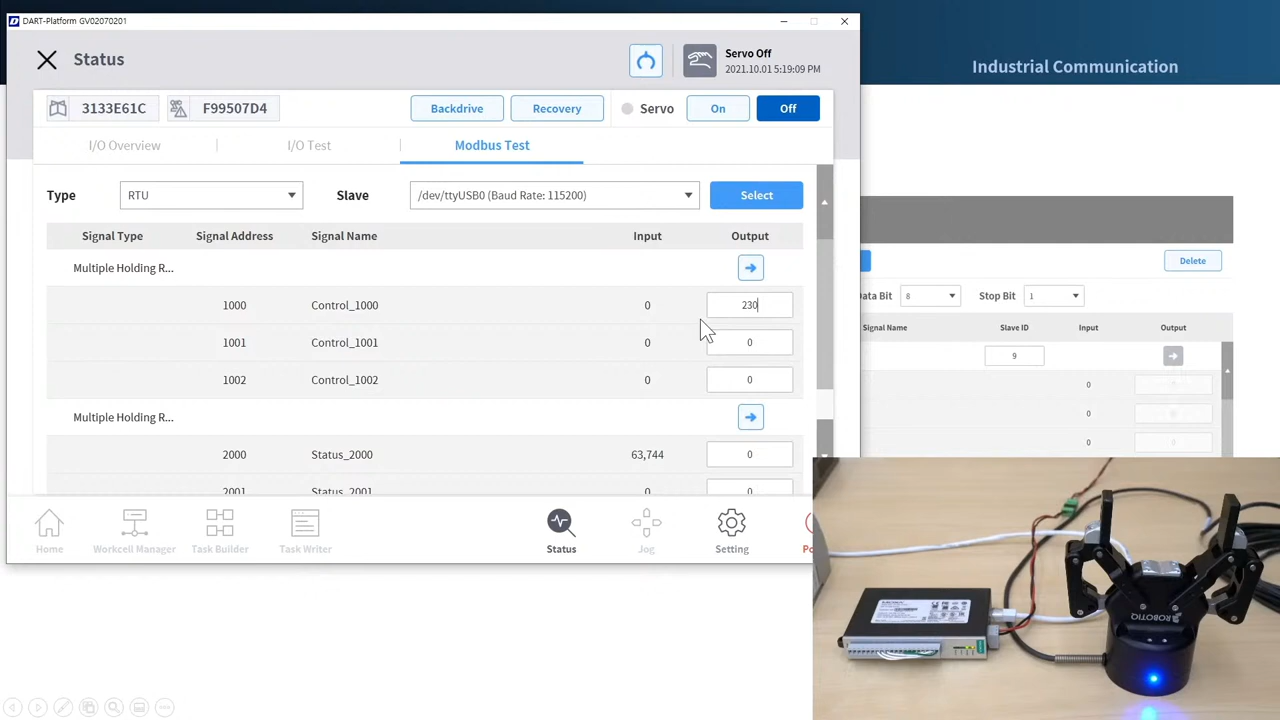 DART-Platform GV02070201
Status
Servo Off
2021.10.01 5:19:09 PM
Industrial Communication
3133E61C
F99507D4
Backdrive
Recovery
Servo
On
Off
I/O Overview
I/O Test
Modbus Test
Type
RTU
Slave
/dev/ttyUSB0 (Baud Rate: 115200)
Select
Signal Type
Signal Address
Signal Name
Input
Output
Multiple Holding R...
1000
Control_1000
0
230
1001
Control_1001
0
0
1002
Control_1002
0
0
Multiple Holding R...
2000
Status_2000
63,744
0
2001
Status_2001
0
0
Home
Workcell Manager
Task Builder
Task Writer
Status
Jog
Setting
Delete
ata Bit
8
Stop Bit
1
Signal Name
Slave ID
Input
Output
9
0
0
0
0
0
0
ROBOTIQ